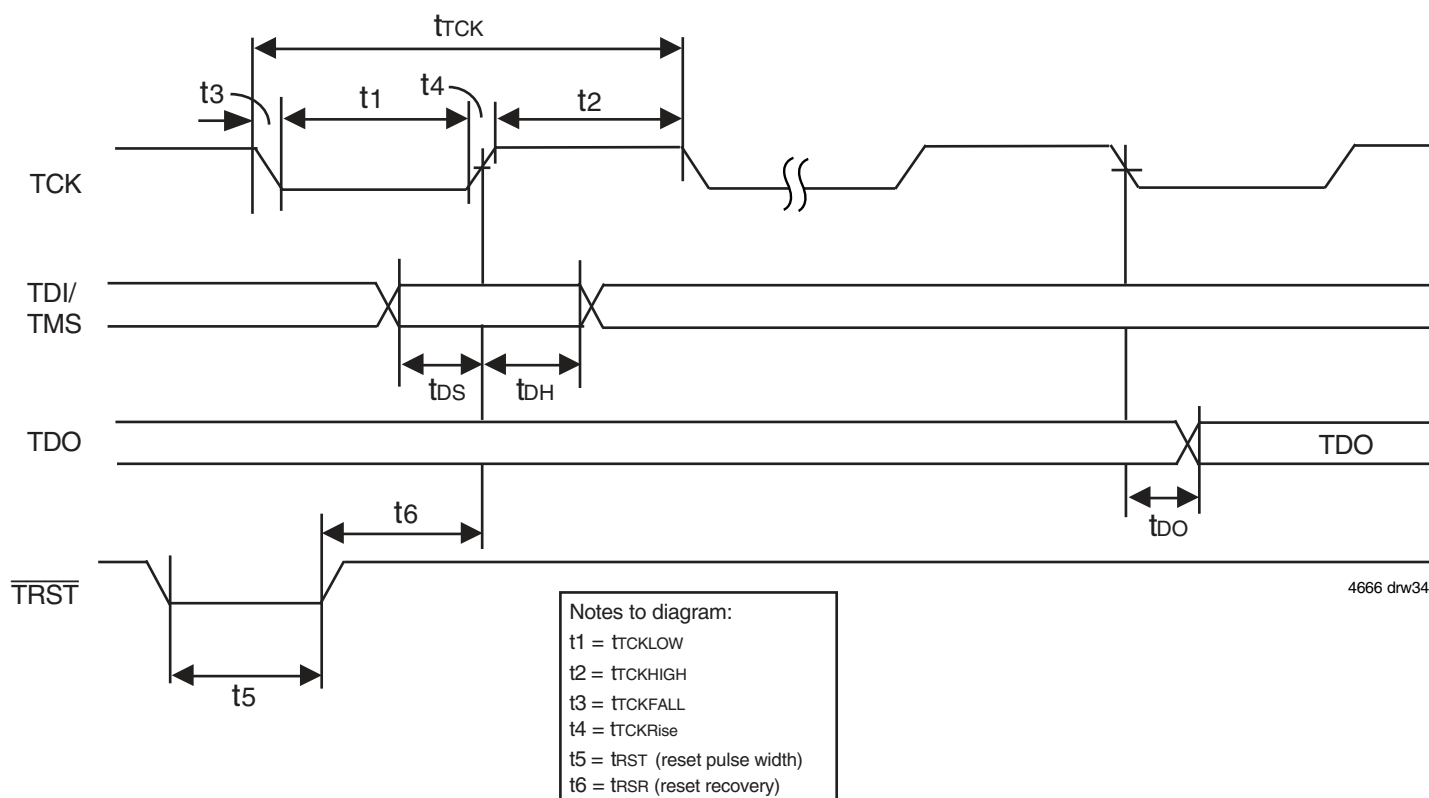 tTCK
t3
t1
t4
t2
TCK
TDI/
TMS
tDS
tDH
TDO
TDO
t6
tDO
TRST
4666 drw34
t5
Notes to diagram:
t1 = tTCKLOW
t2 = tTCKHIGH
t3 = tTCKFALL
t4 = tTCKRise
t5 = tRST (reset pulse width)
t6 = tRSR (reset recovery)